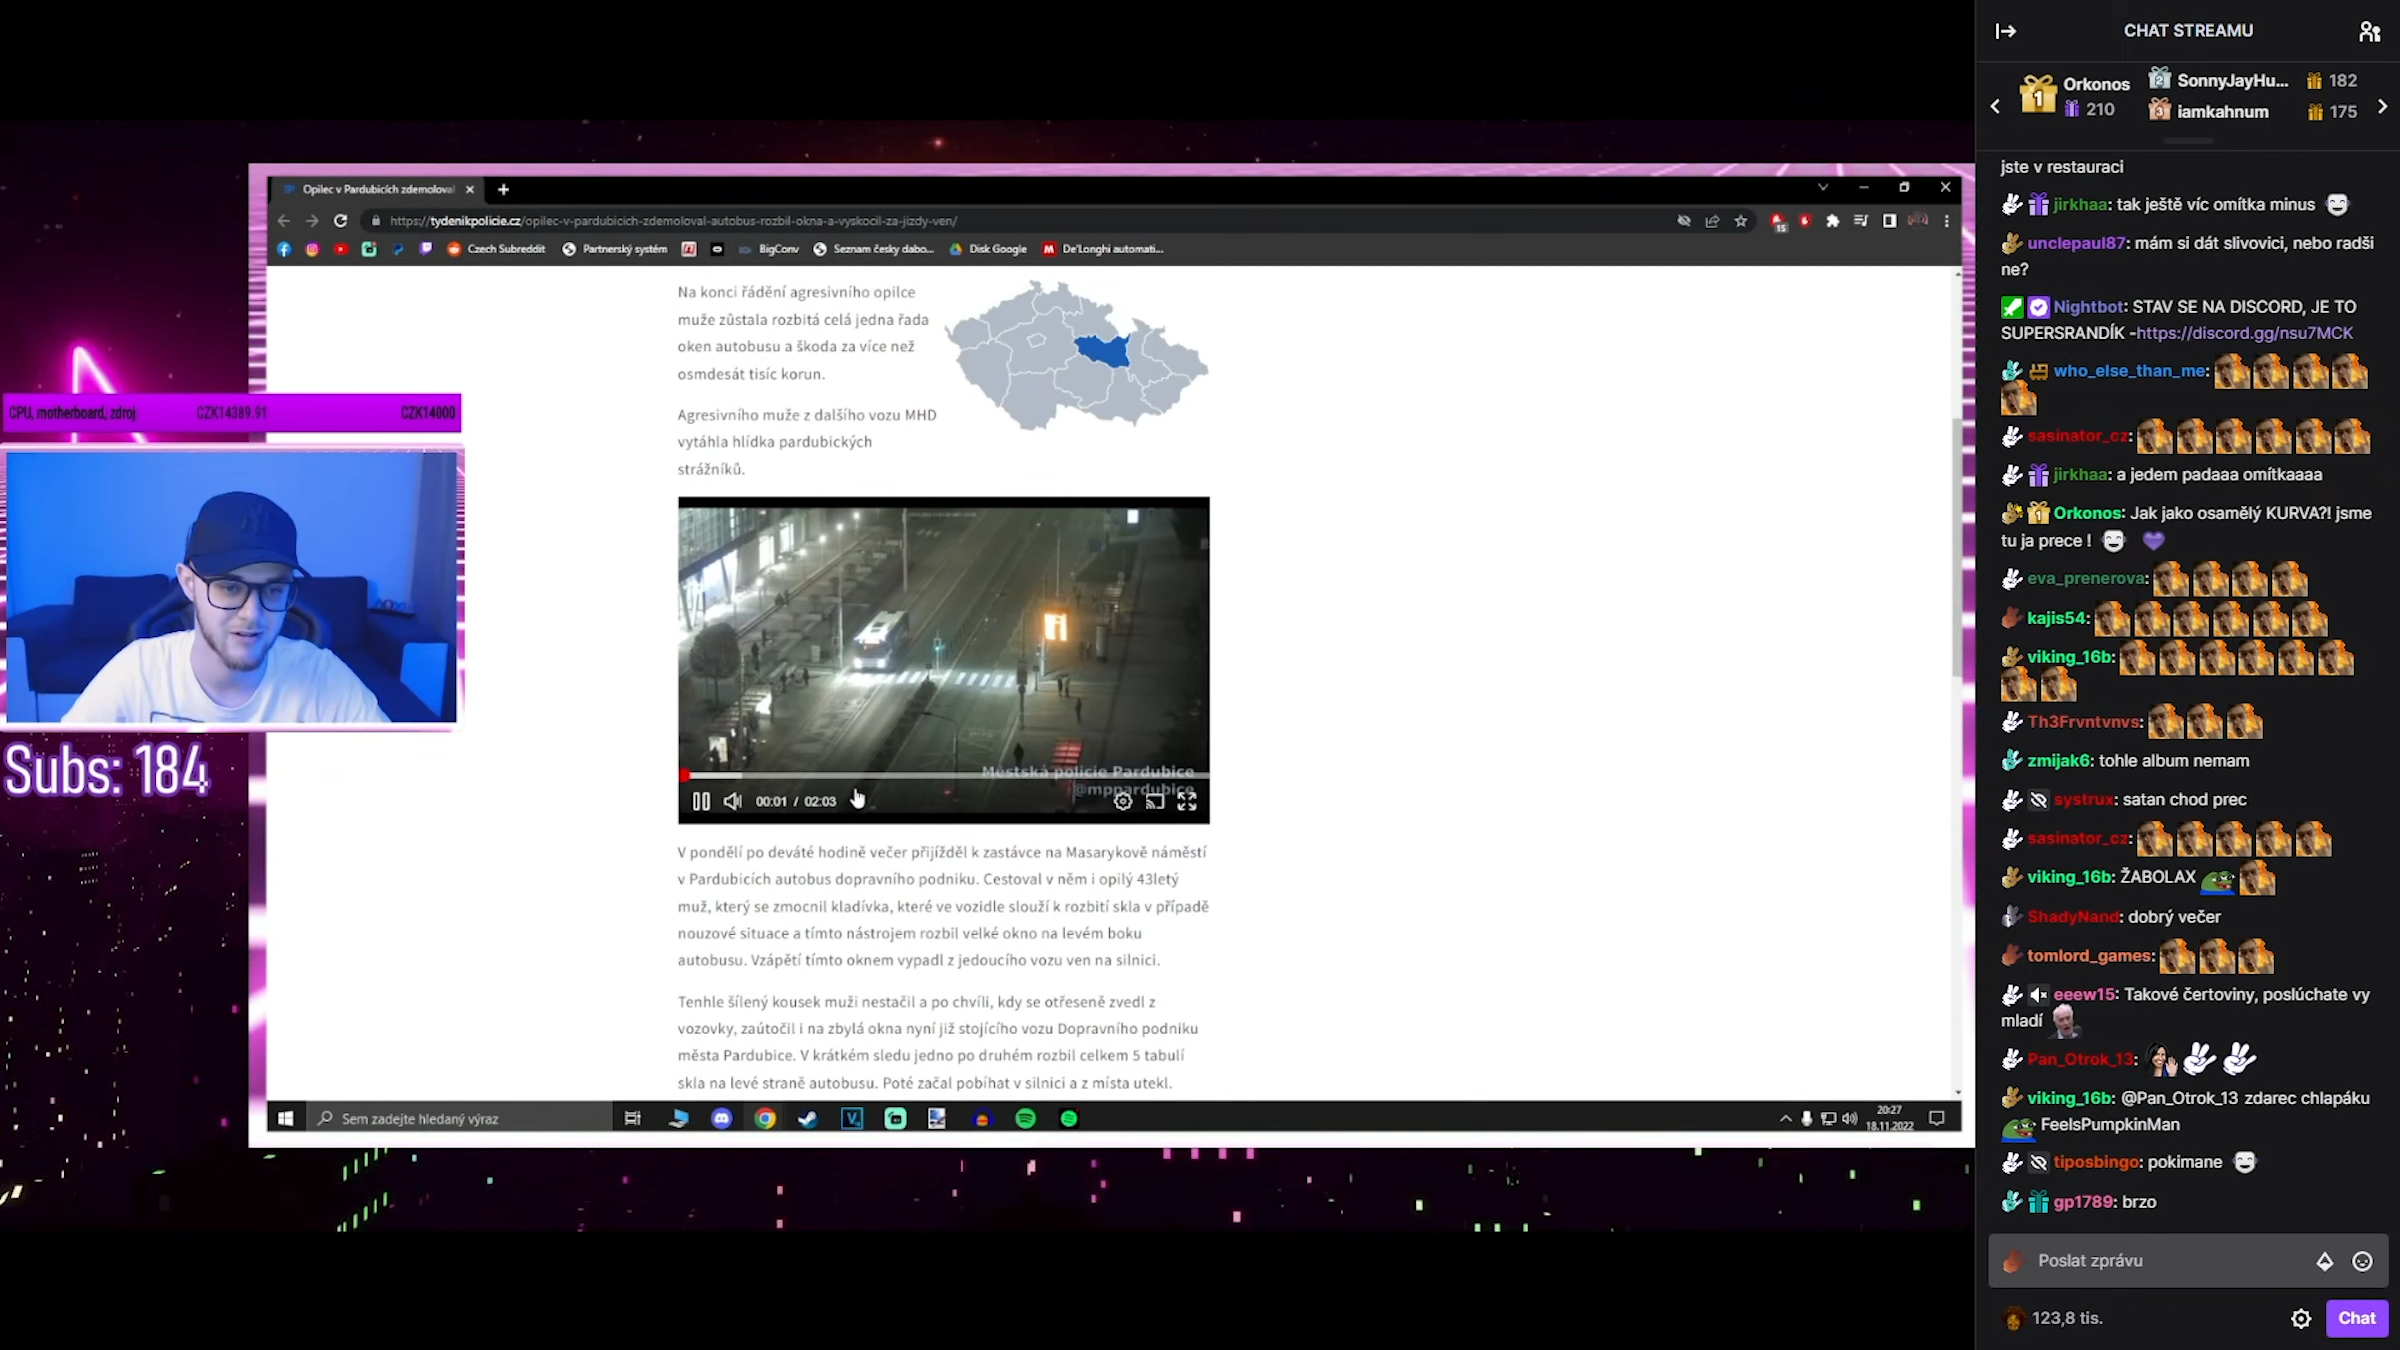 Opilec v Pardubicích zdemoloval
https://tydenikpolicie.cz/opilec-v-pardubicich-zdemoloval-autobus-rozbil-okna-a-vyskocil-za-jizdy-ven/
Czech Subreddit
Partnerský systém
BigConv
Seznam česky dabo...
Disk Google
De'Longhi automati...
15
Na konci řádění agresivního opilce
muže zůstala rozbitá celá jedna řada
oken autobusu a škoda za více než
osmdesát tisíc korun.
Agresivního muže z dalšího vozu MHD
vytáhla hlídka pardubických
strážníků.
Městská policie Pardubice
@mppardubice
00:01 / 02:03
V pondělí po deváté hodině večer přijížděl k zastávce na Masarykově náměstí
v Pardubicích autobus dopravního podniku. Cestoval v něm i opilý 43letý
muž, který se zmocnil kladívka, které ve vozidle slouží k rozbití skla v případě
nouzové situace a tímto nástrojem rozbil velké okno na levém boku
autobusu. Vzápětí tímto oknem vypadl z jedoucího vozu ven na silnici.
Tenhle šílený kousek muži nestačil a po chvíli, kdy se otřeseně zvedl z
vozovky, zaútočil i na zbylá okna nyní již stojícího vozu Dopravního podniku
města Pardubice. V krátkém sledu jedno po druhém rozbil celkem 5 tabulí
skla na levé straně autobusu. Poté začal pobíhat v silnici a z místa utekl.
Sem zadejte hledaný výraz
20:27
18.11.2022
CPU, motherboard, zdroj CZK14389.91 CZK14000
Subs: 184
CHAT STREAMU
1 Orkonos
210
2 SonnyJayHu... 182
3 iamkahnum 175
jste v restauraci
jirkhaa: tak ještě víc omítka minus
unclepaul87: mám si dát slivovici, nebo radši
ne?
Nightbot: STAV SE NA DISCORD, JE TO
SUPERSRANDÍK -https://discord.gg/nsu7MCK
who_else_than_me:
sasinator_cz:
jirkhaa: a jedem padaaa omítkaaaa
Orkonos: Jak jako osamělý KURVA?! jsme
tu ja prece !
eva_prenerova:
kajis54:
viking_16b:
Th3Frvntvnvs:
zmijak6: tohle album nemam
systrux: satan chod prec
sasinator_cz:
viking_16b: ŽABOLAX
ShadyNand: dobrý večer
tomlord_games:
eeew15: Takové čertoviny, poslúchate vy
mladí
Pan_Otrok_13:
viking_16b: @Pan_Otrok_13 zdarec chlapáku
FeelsPumpkinMan
tiposbingo: pokimane
gp1789: brzo
Poslat zprávu
123,8 tis.
Chat